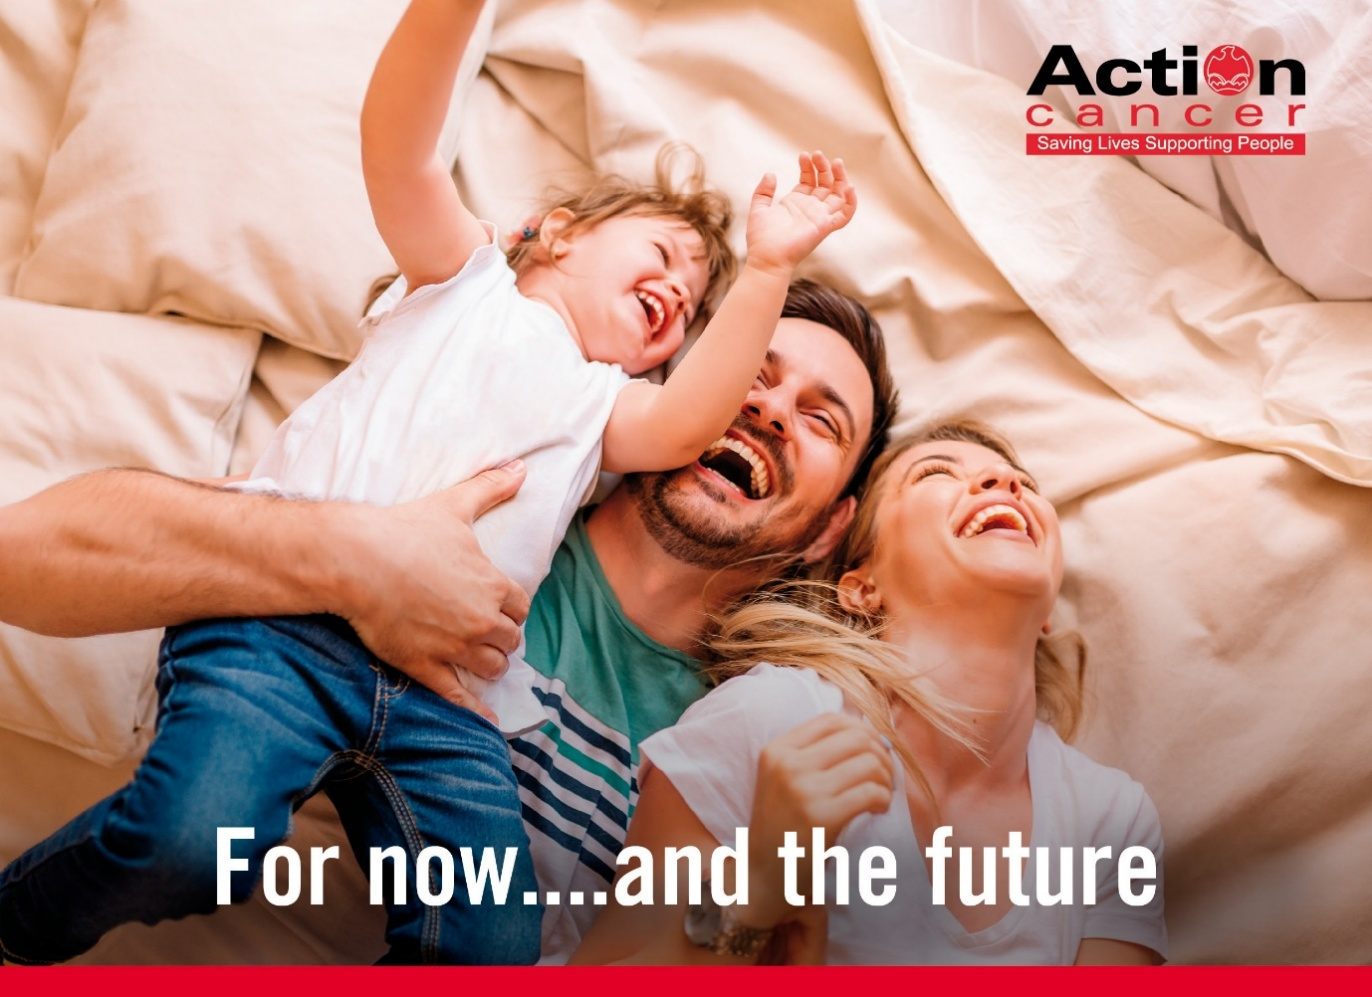 Action
cancer
Saving Lives Supporting People
For now....and the future